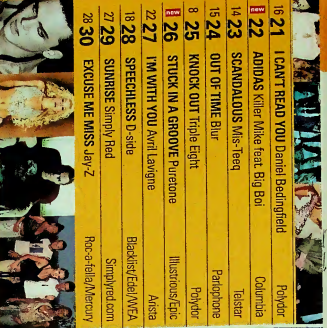 16 21 I CAN'T READ YOU Daniel Bedingfield Polydor
new 22 ADIDAS Killer Mike feat. Big Boi Columbia
14 23 SCANDALOUS Mis-Teeq Telstar
15 24 OUT OF TIME Blur Parlophone
8 25 KNOCK OUT Triple Eight Polydor
new 26 STUCK IN A GROOVE Puretone Illustrious/Epic
22 27 I'M WITH YOU Avril Lavigne Arista
18 28 SPEECHLESS D-side Blacklist/Edel/WEA
27 29 SUNRISE Simply Red Simplyred.com
28 30 EXCUSE ME MISS Jay-Z Roc-a-fella/Mercury